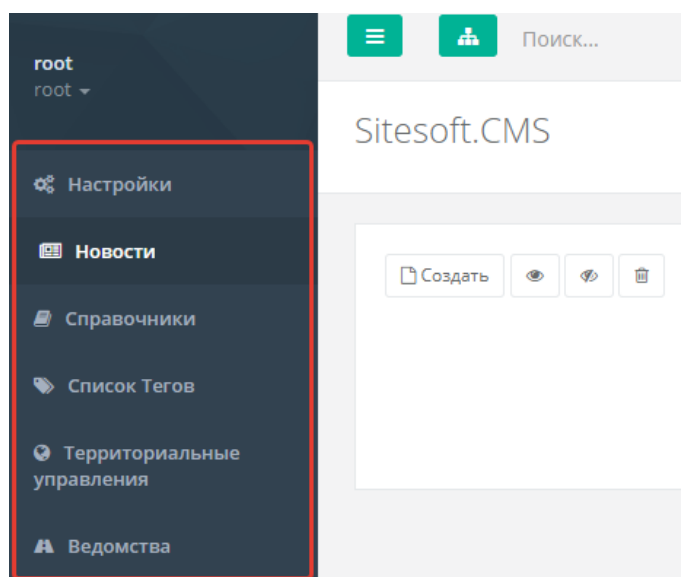 root
root
Настройки
Новости
Справочники
Список Тегов
Территориальные
управления
Ведомства
Поиск...
Sitesoft.CMS
Создать